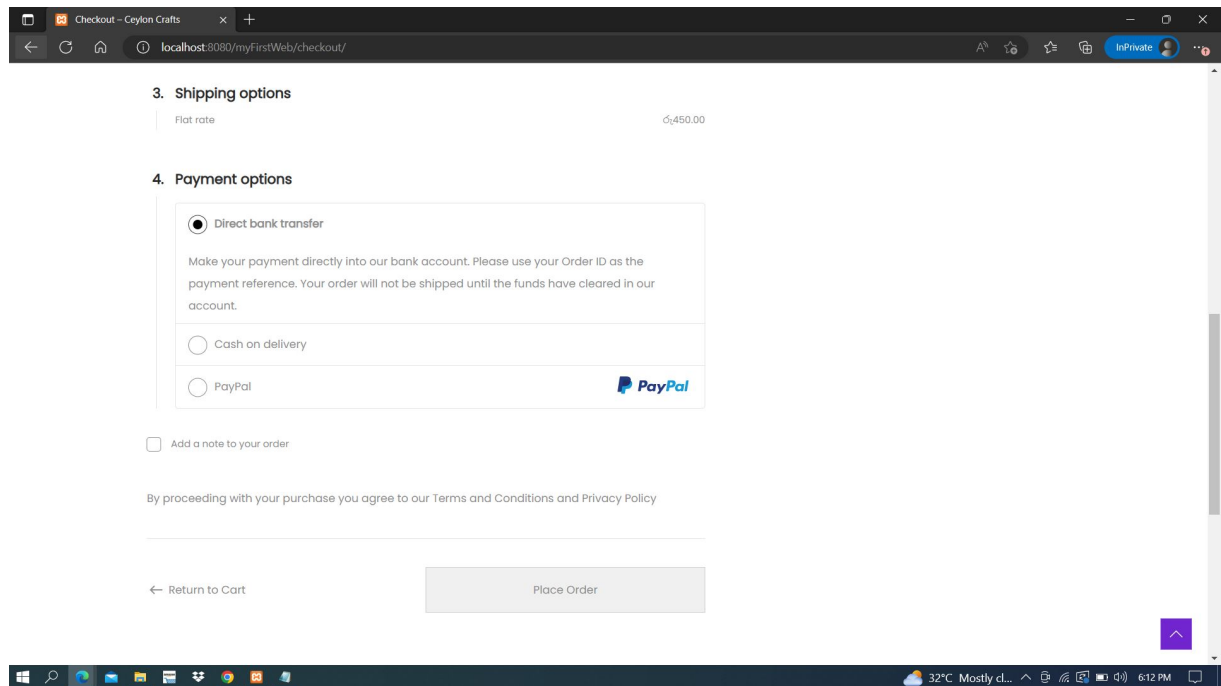 Checkout – Ceylon Crafts
localhost:8080/myFirstWeb/checkout/
InPrivate
3. Shipping options
Flat rate රු450.00
4. Payment options
Direct bank transfer
Make your payment directly into our bank account. Please use your Order ID as the
payment reference. Your order will not be shipped until the funds have cleared in our
account.
Cash on delivery
PayPal PayPal
Add a note to your order
By proceeding with your purchase you agree to our Terms and Conditions and Privacy Policy
← Return to Cart Place Order
32°C Mostly cl... 6:12 PM